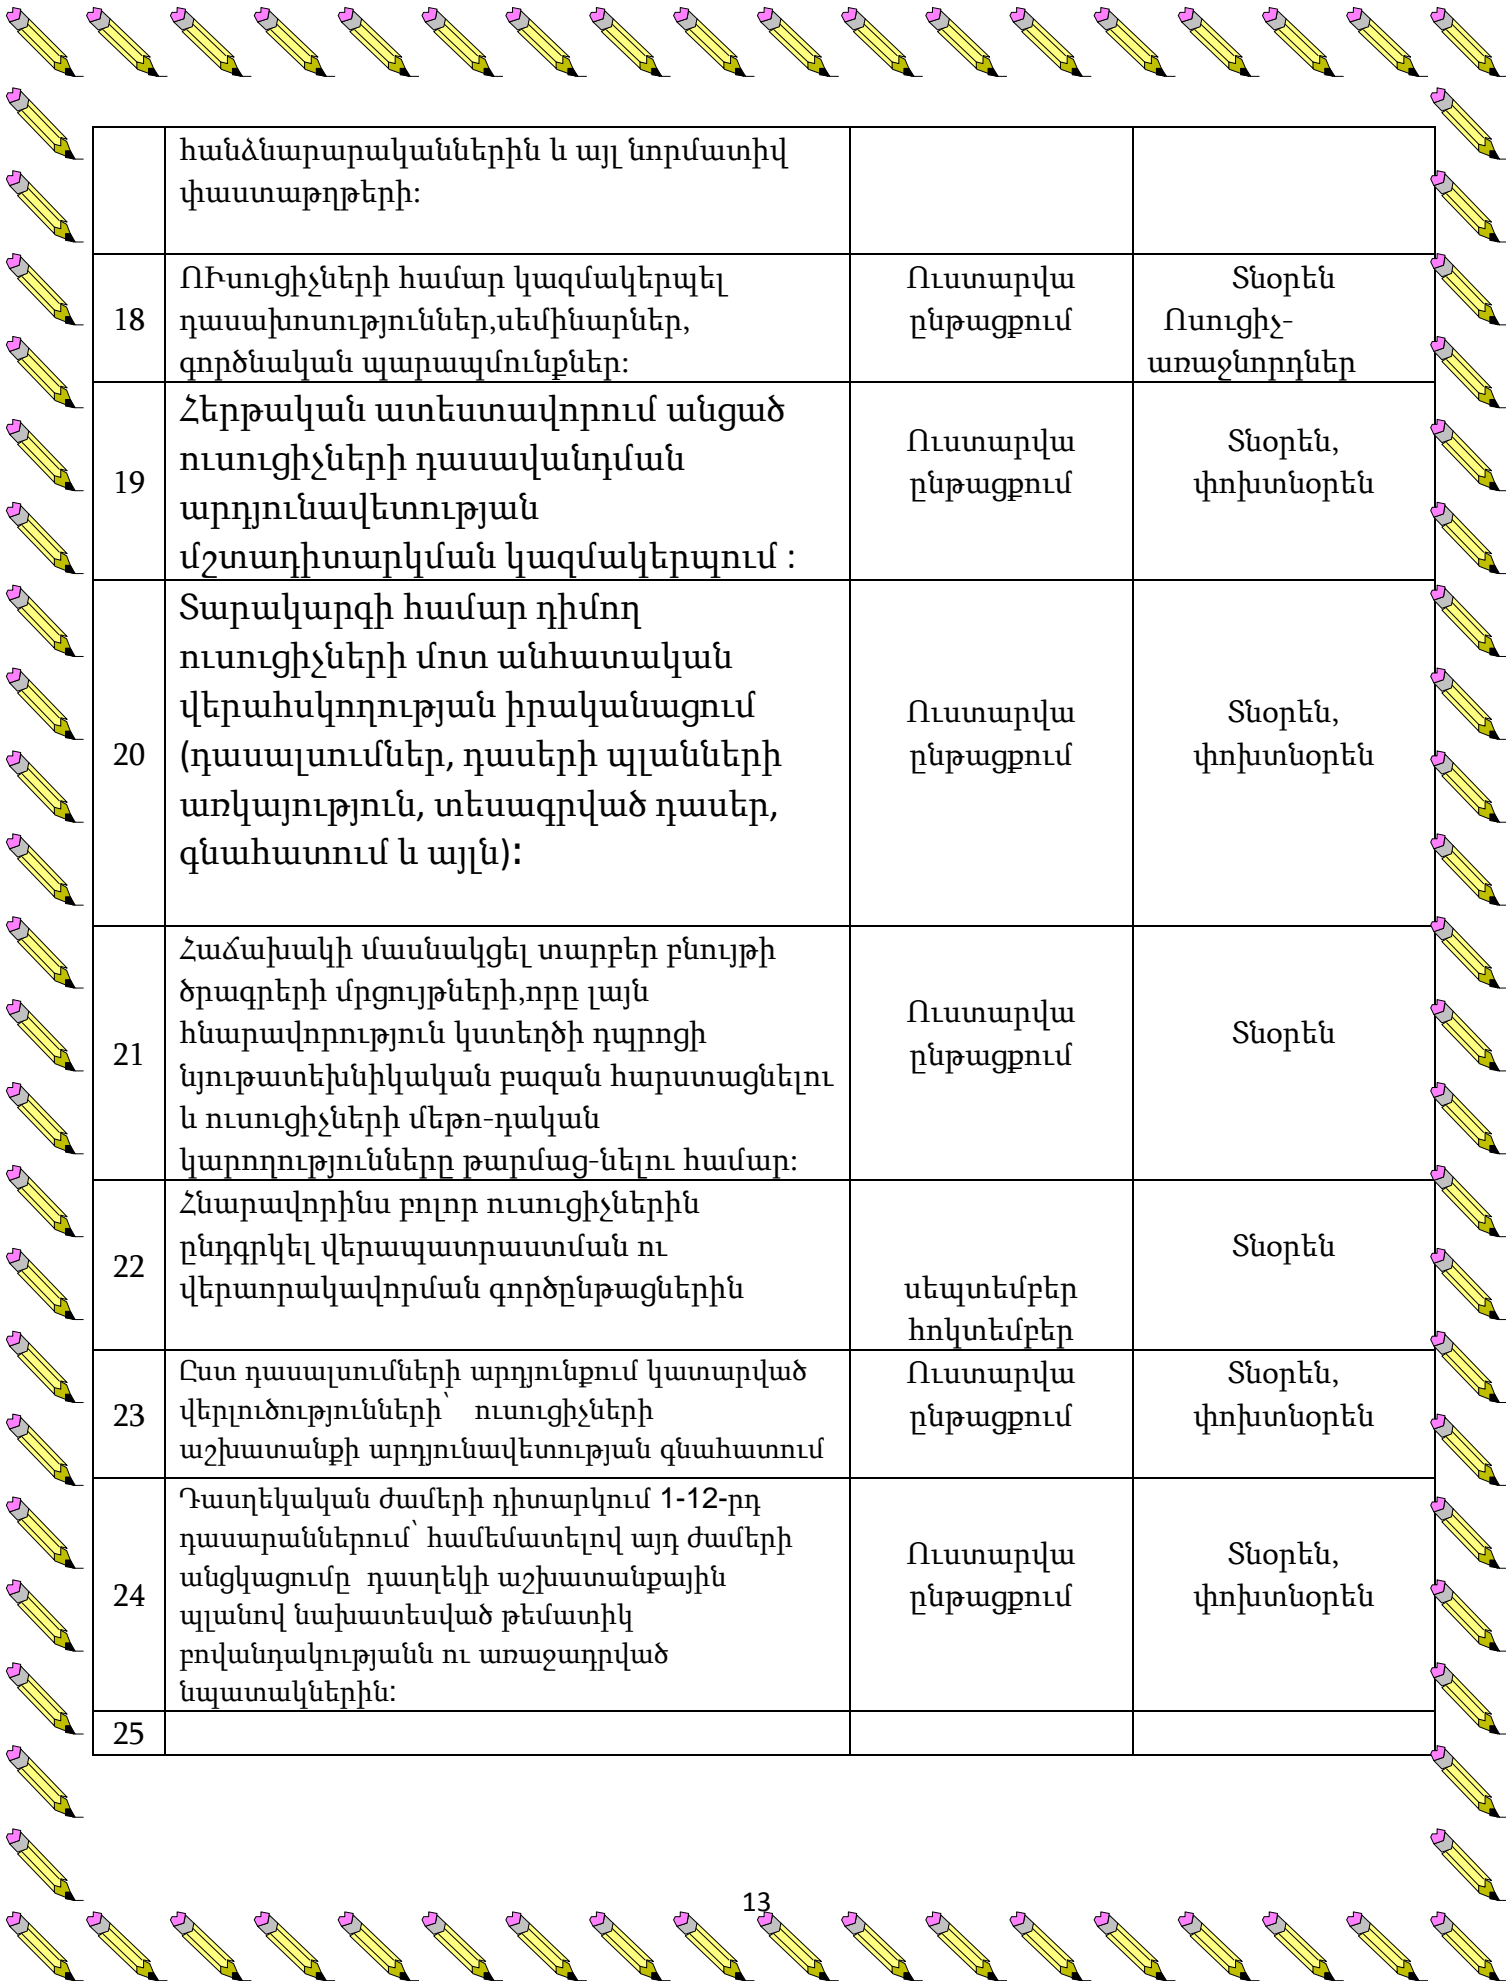 հանձնարարականներին և այլ նորմատիվ
փաստաթղթերի:
18
ՈՒսուցիչների համար կազմակերպել
դասախոսություններ,սեմինարներ,
գործնական պարապմունքներ:
Ուստարվա
ընթացքում
Տնօրեն
Ուսուցիչ-
առաջնորդներ
19
Հերթական ատեստավորում անցած
ուսուցիչների դասավանդման
արդյունավետության
մշտադիտարկման կազմակերպում :
Ուստարվա
ընթացքում
Տնօրեն,
փոխտնօրեն
20
Տարակարգի համար դիմող
ուսուցիչների մոտ անհատական
վերահսկողության իրականացում
(դասալսումներ, դասերի պլանների
առկայություն, տեսագրված դասեր,
գնահատում և այլն):
Ուստարվա
ընթացքում
Տնօրեն,
փոխտնօրեն
21
Հաճախակի մասնակցել տարբեր բնույթի
ծրագրերի մրցույթների,որը լայն
հնարավորություն կստեղծի դպրոցի
նյութատեխնիկական բազան հարստացնելու
և ուսուցիչների մեթո-դական
կարողությունները թարմաց-նելու համար:
Ուստարվա
ընթացքում
Տնօրեն
22
Հնարավորինս բոլոր ուսուցիչներին
ընդգրկել վերապատրաստման ու
վերաորակավորման գործընթացներին
սեպտեմբեր
հոկտեմբեր
Տնօրեն
23
Ըստ դասալսումների արդյունքում կատարված
վերլուծությունների՝ ուսուցիչների
աշխատանքի արդյունավետության գնահատում
Ուստարվա
ընթացքում
Տնօրեն,
փոխտնօրեն
24
Դասղեկական ժամերի դիտարկում 1-12-րդ
դասարաններում՝ համեմատելով այդ ժամերի
անցկացումը դասղեկի աշխատանքային
պլանով նախատեսված թեմատիկ
բովանդակությանն ու առաջադրված
նպատակներին:
Ուստարվա
ընթացքում
Տնօրեն,
փոխտնօրեն
25
13